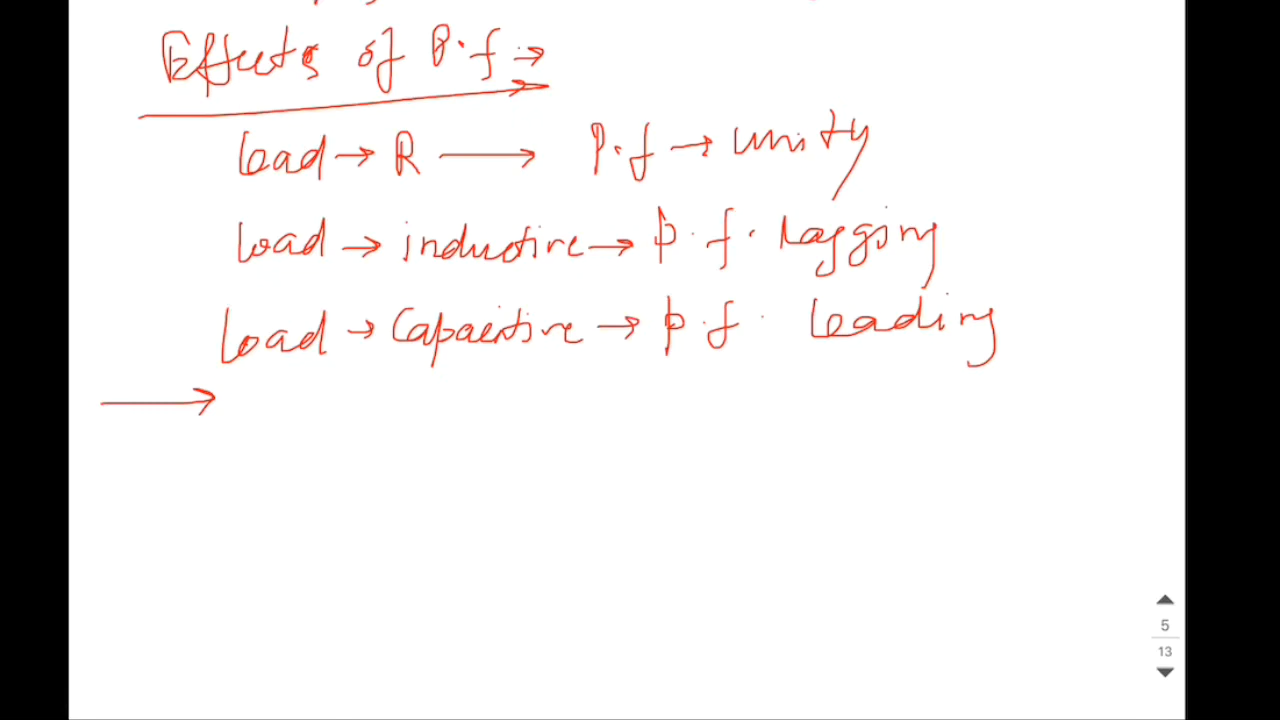 Effects of P.f →
load → R → P.f → unity
load → inductive → p.f. lagging
load → Capacitive → p.f. leading
→
5
13